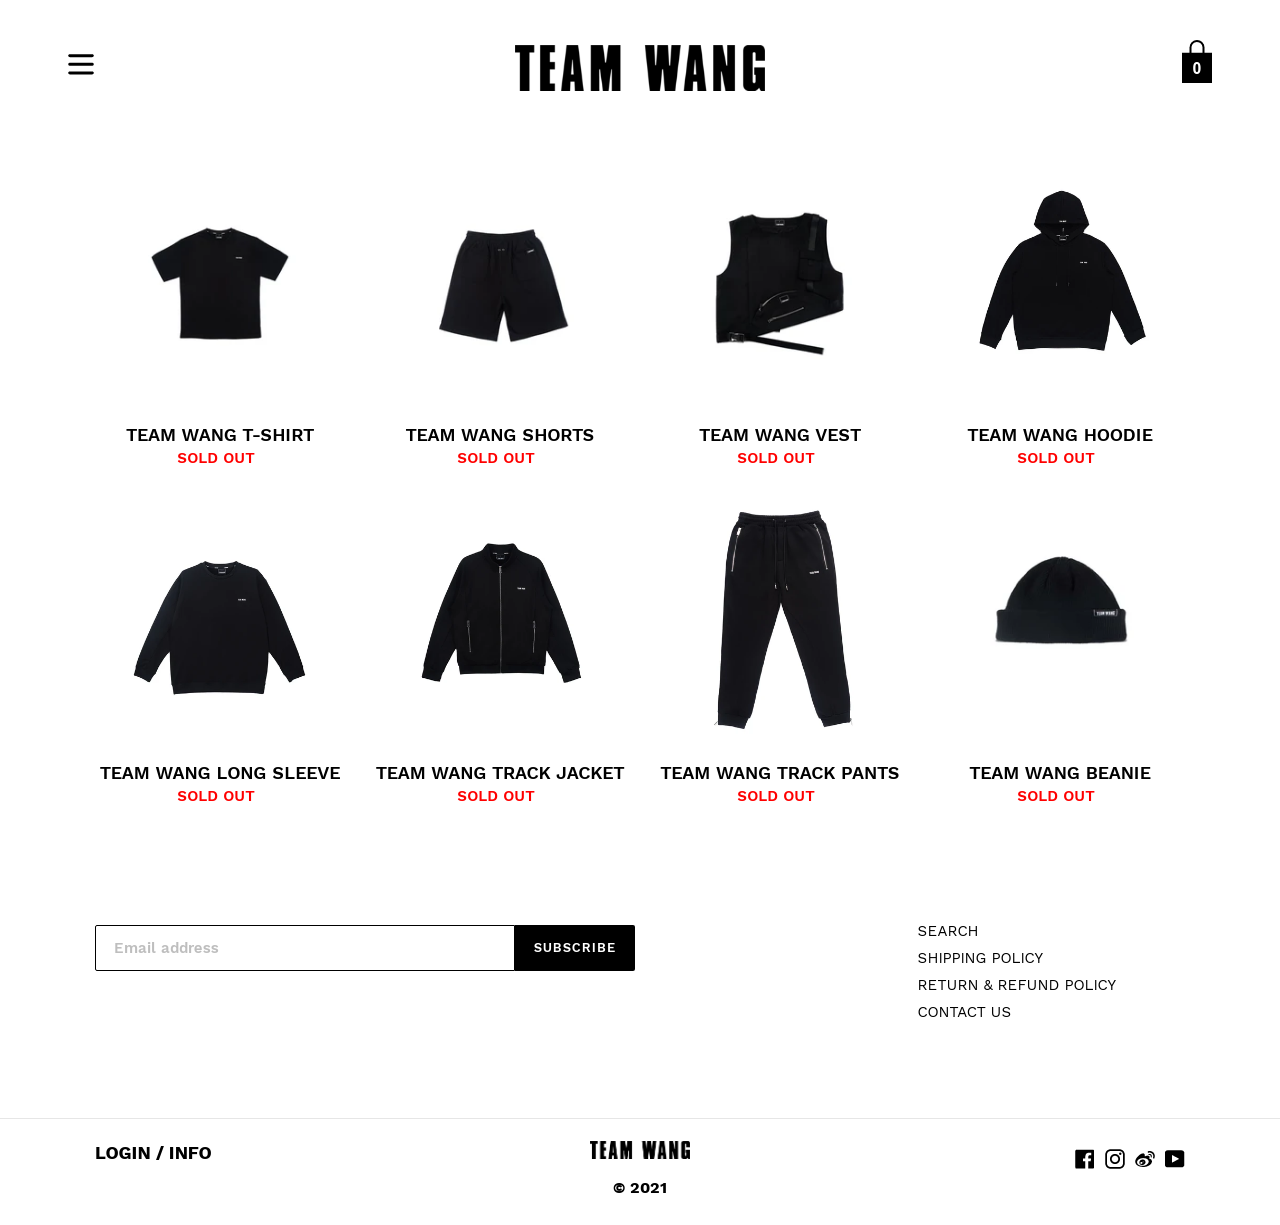 TEAM WANG
0
TEAM WANG T-SHIRT
SOLD OUT
TEAM WANG SHORTS
SOLD OUT
TEAM WANG VEST
SOLD OUT
TEAM WANG HOODIE
SOLD OUT
TEAM WANG
TEAM WANG LONG SLEEVE
SOLD OUT
TEAM WANG TRACK JACKET
SOLD OUT
TEAM WANG TRACK PANTS
SOLD OUT
TEAM WANG BEANIE
SOLD OUT
Email address
SUBSCRIBE
SEARCH
SHIPPING POLICY
RETURN & REFUND POLICY
CONTACT US
LOGIN / INFO
TEAM WANG
© 2021